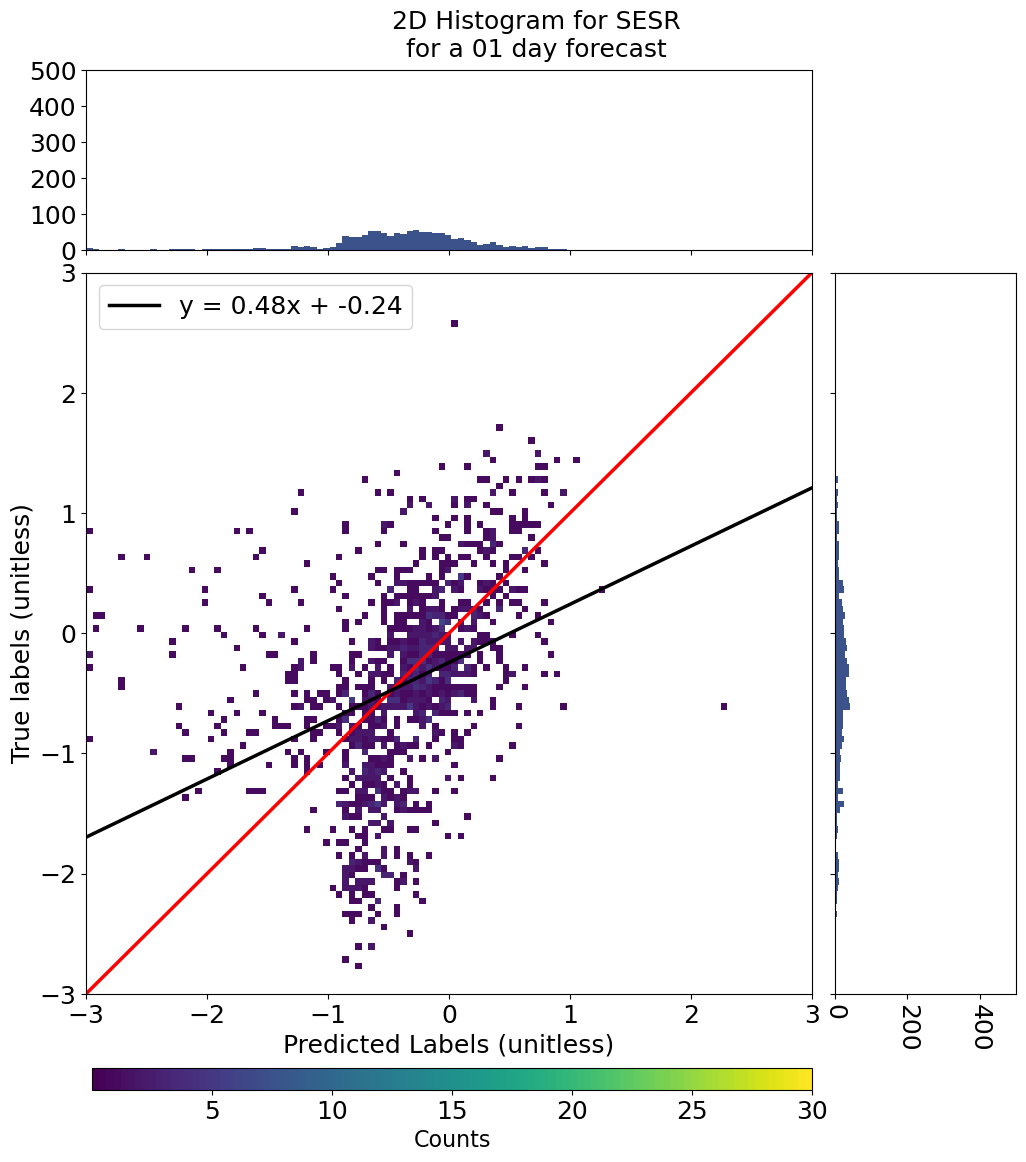 2D Histogram for SESR
for a 01 day forecast
500
400
300
200
100
0
3
2
1
0
−1
−2
−3
True labels (unitless)
y = 0.48x + -0.24
−3 −2 −1 0 1 2 3
Predicted Labels (unitless)
0 200 400
5 10 15 20 25 30
Counts